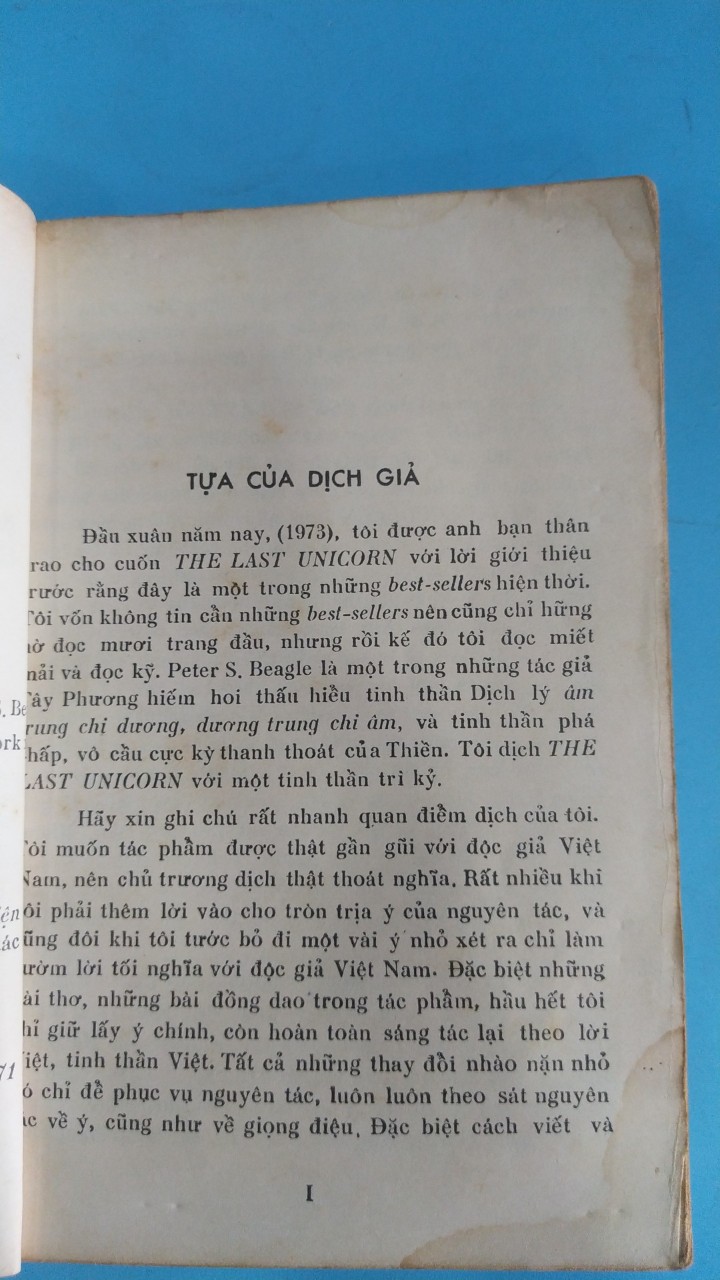 TỰA CỦA DỊCH GIẢ
Đầu xuân năm nay, (1973), tôi được anh bạn thân
rao cho cuốn THE LAST UNICORN với lời giới thiệu
rước rằng đây là một trong những best-sellers hiện thời.
Tôi vốn không tin cần những best-sellers nên cũng chỉ hững
hờ đọc mươi trang đầu, nhưng rồi kế đó tôi đọc miết
mải và đọc kỹ. Peter S. Beagle là một trong những tác giả
Tây Phương hiếm hoi thấu hiểu tinh thần Dịch lý âm
rung chi dương, dương trung chi âm, và tinh thần phá
hấp, vô cầu cực kỳ thanh thoát của Thiền. Tôi dịch THE
LAST UNICORN với một tinh thần tri kỷ.
Hãy xin ghi chú rất nhanh quan điểm dịch của tôi.
Tôi muốn tác phẩm được thật gần gũi với độc giả Việt
Nam, nên chủ trương dịch thật thoát nghĩa. Rất nhiều khi
ôi phải thêm lời vào cho tròn trịa ý của nguyên tác, và
ũng đôi khi tôi tước bỏ đi một vài ý nhỏ xét ra chỉ làm
ườm lời tối nghĩa với độc giả Việt Nam. Đặc biệt những
ài thơ, những bài đồng dao trong tác phẩm, hầu hết tôi
hỉ giữ lấy ý chính, còn hoàn toàn sáng tác lại theo lời
Việt, tinh thần Việt. Tất cả những thay đổi nhào nặn nhỏ
ó chỉ để phục vụ nguyên tác, luôn luôn theo sát nguyên
ác về ý, cũng như về giọng điệu. Đặc biệt cách viết và
I
S. Be
ork
iện
ác
71